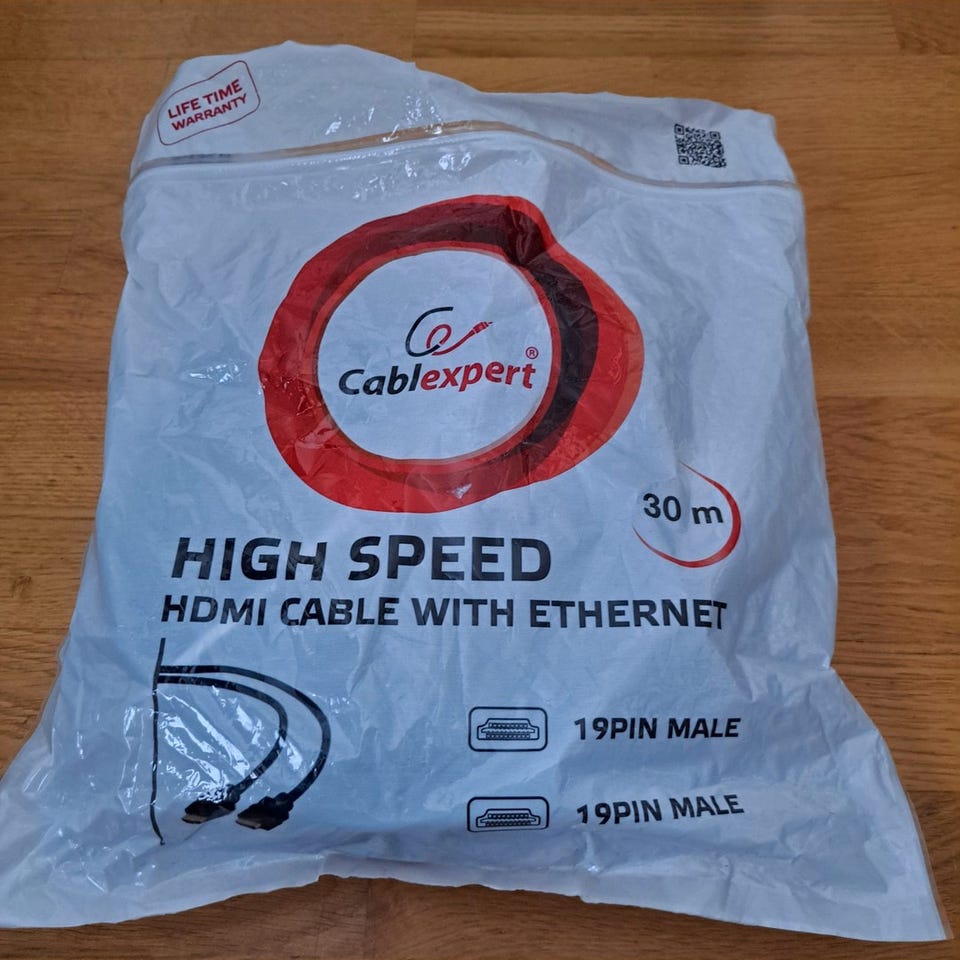 LIFE TIME
WARRANTY
Cablexpert®
30 m
HIGH SPEED
HDMI CABLE WITH ETHERNET
19PIN MALE
19PIN MALE